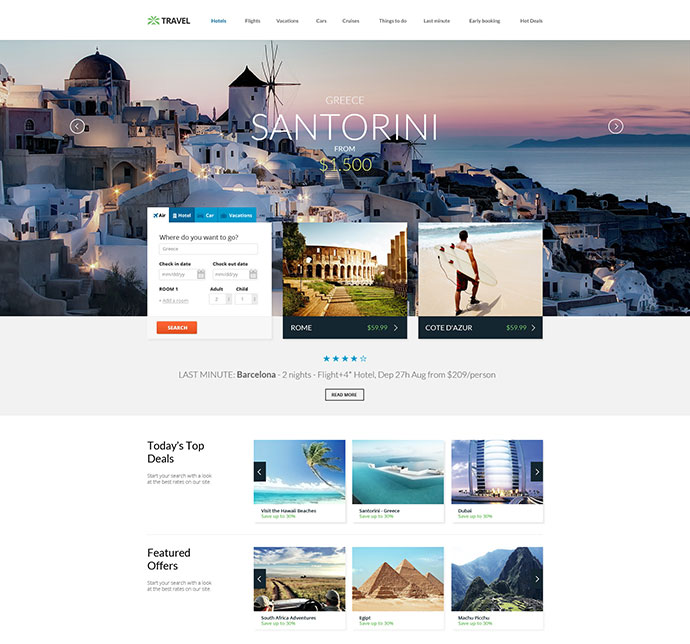 TRAVEL
Hotels Flights Vacations Cars Cruises Things to do Last minute Early booking Hot Deals
GREECE
SANTORINI
FROM
$1.500
Air Hotel Car Vacations
Where do you want to go?
Greece
Check in date Check out date
mm/dd/yy mm/dd/yy
ROOM 1 Adult Child
+ Add a room 2 1
SEARCH
ROME $59.99
COTE D'AZUR $59.99
LAST MINUTE: Barcelona - 2 nights - Flight+4* Hotel, Dep 27h Aug from $209/person
READ MORE
Today's Top
Deals
Start your search with a look
at the best rates on our site
Visit the Hawaii Beaches
Save up to 30%
Santorini - Greece
Save up to 30%
Dubai
Save up to 30%
Featured
Offers
Start your search with a look
at the best rates on our site
South Africa Adventures
Save up to 30%
Egipt
Save up to 30%
Machu Picchu
Save up to 30%